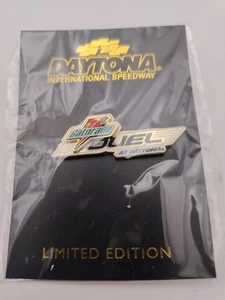 DAYTONA
INTERNATIONAL SPEEDWAY
Gatorade
DUEL
AT DAYTONA
LIMITED EDITION